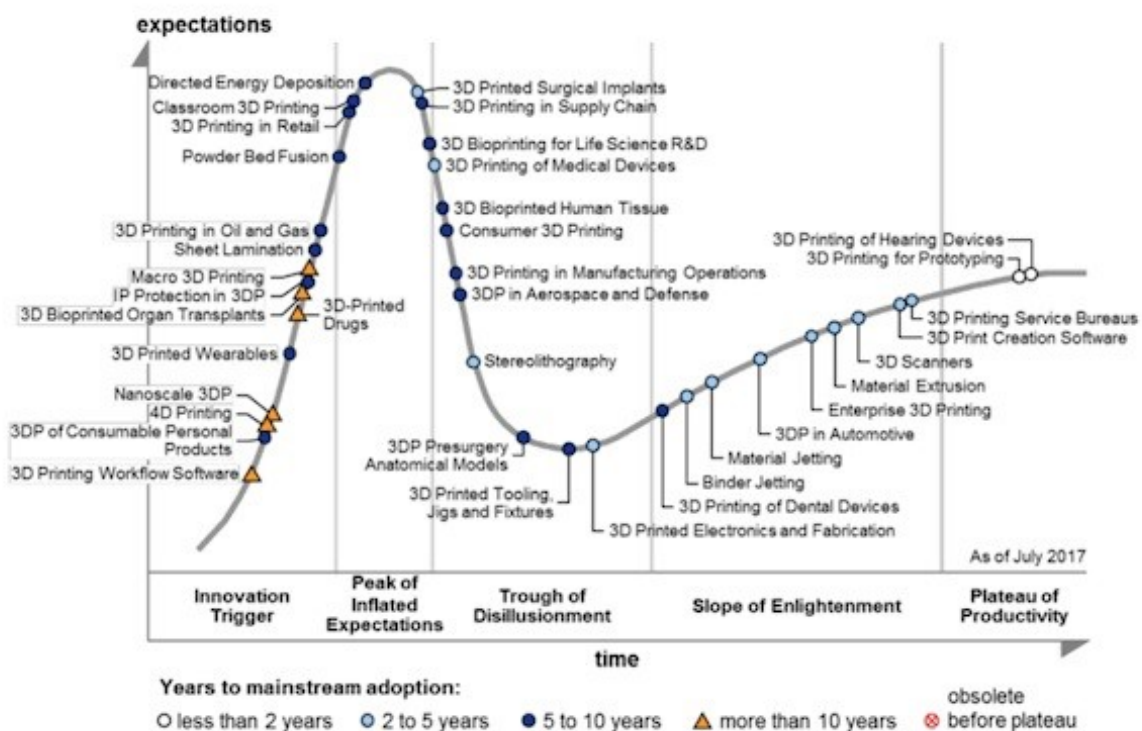 expectations
Directed Energy Deposition
Classroom 3D Printing
3D Printing in Retail
Powder Bed Fusion
3D Printing in Oil and Gas
Sheet Lamination
Macro 3D Printing
IP Protection in 3DP
3D Bioprinted Organ Transplants
3D-Printed
Drugs
3D Printed Wearables
Nanoscale 3DP
4D Printing
3DP of Consumable Personal
Products
3D Printing Workflow Software
3D Printed Surgical Implants
3D Printing in Supply Chain
3D Bioprinting for Life Science R&D
3D Printing of Medical Devices
3D Bioprinted Human Tissue
Consumer 3D Printing
3D Printing in Manufacturing Operations
3DP in Aerospace and Defense
Stereolithography
3DP Presurgery
Anatomical Models
3D Printed Tooling,
Jigs and Fixtures
3D Printed Electronics and Fabrication
3D Printing of Dental Devices
Binder Jetting
Material Jetting
3DP in Automotive
Enterprise 3D Printing
Material Extrusion
3D Scanners
3D Print Creation Software
3D Printing Service Bureaus
3D Printing of Hearing Devices
3D Printing for Prototyping
As of July 2017
Innovation
Trigger
Peak of
Inflated
Expectations
Trough of
Disillusionment
Slope of Enlightenment
Plateau of
Productivity
time
Years to mainstream adoption:
less than 2 years
2 to 5 years
5 to 10 years
more than 10 years
obsolete
before plateau